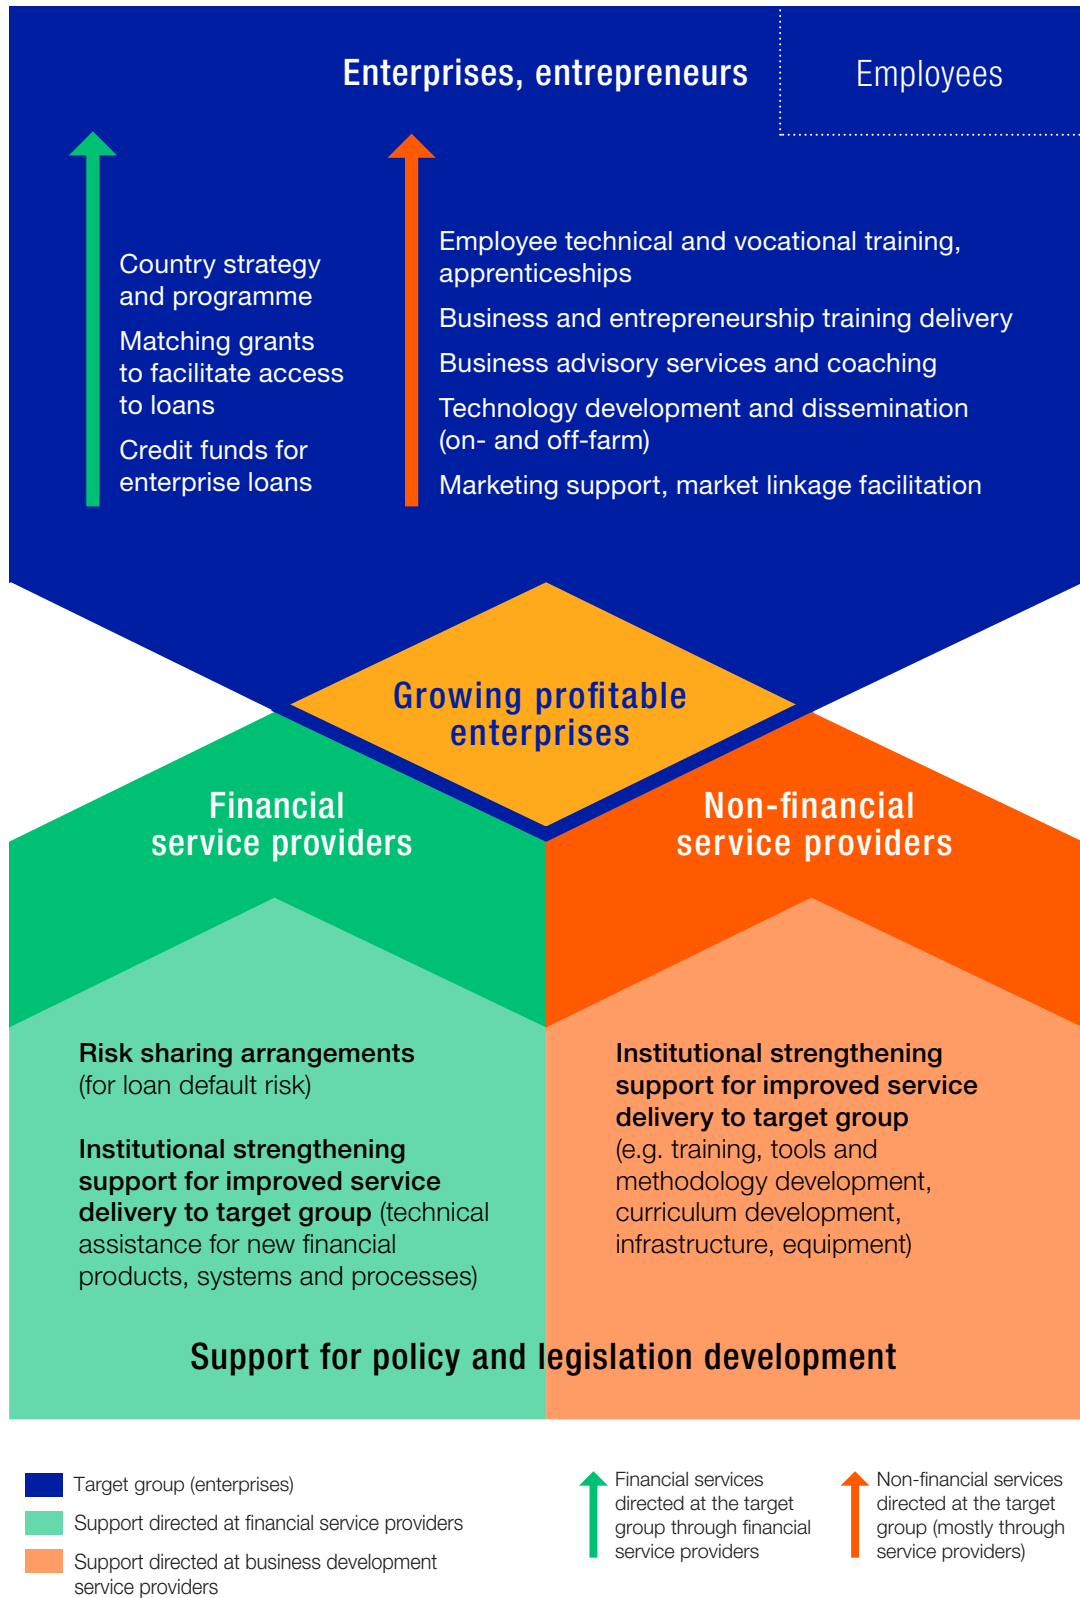 Enterprises, entrepreneurs
Employees
Country strategy
and programme
Matching grants
to facilitate access
to loans
Credit funds for
enterprise loans
Employee technical and vocational training,
apprenticeships
Business and entrepreneurship training delivery
Business advisory services and coaching
Technology development and dissemination
(on- and off-farm)
Marketing support, market linkage facilitation
Growing profitable
enterprises
Financial
service providers
Non-financial
service providers
Risk sharing arrangements
(for loan default risk)
Institutional strengthening
support for improved service
delivery to target group (technical
assistance for new financial
products, systems and processes)
Institutional strengthening
support for improved service
delivery to target group
(e.g. training, tools and
methodology development,
curriculum development,
infrastructure, equipment)
Support for policy and legislation development
Target group (enterprises)
Support directed at financial service providers
Support directed at business development
service providers
Financial services
directed at the target
group through financial
service providers
Non-financial services
directed at the target
group (mostly through
service providers)